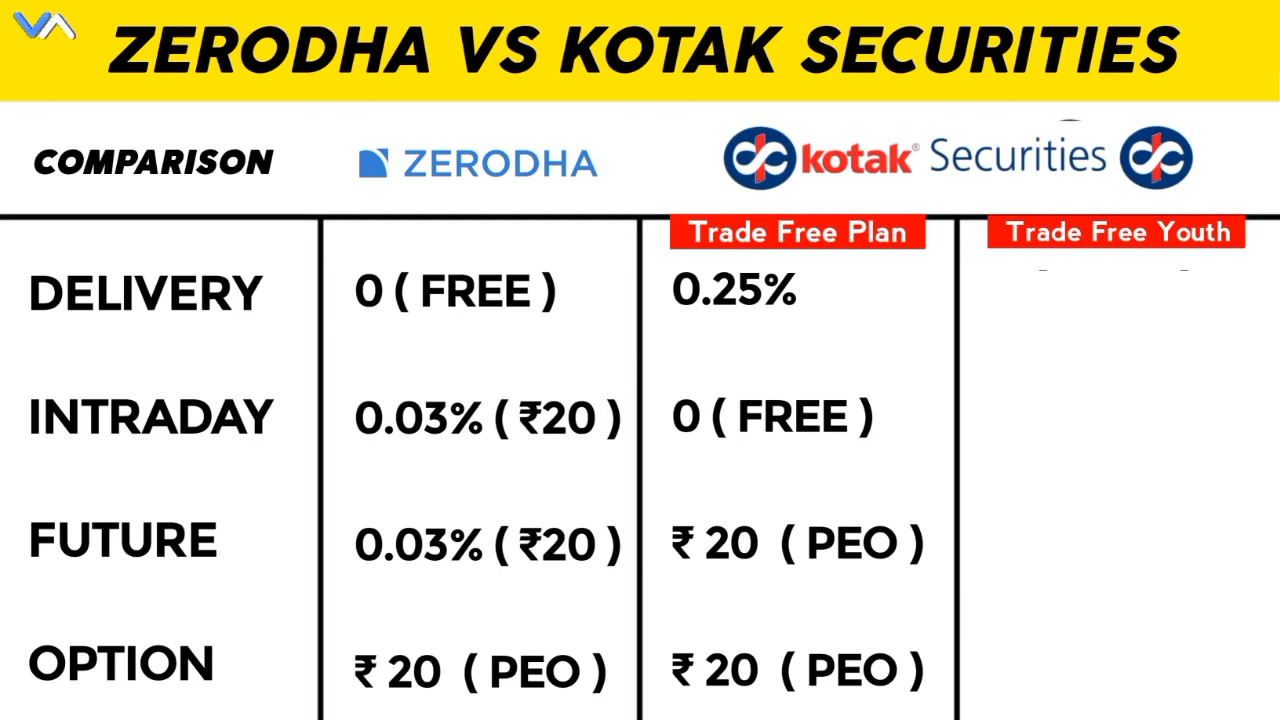 VA
ZERODHA VS KOTAK SECURITIES
COMPARISON ZERODHA kotak® Securities
Trade Free Plan Trade Free Youth
DELIVERY 0 ( FREE ) 0.25%
INTRADAY 0.03% ( ₹20 ) 0 ( FREE )
FUTURE 0.03% ( ₹20 ) ₹ 20 ( PEO )
OPTION ₹ 20 ( PEO ) ₹ 20 ( PEO )